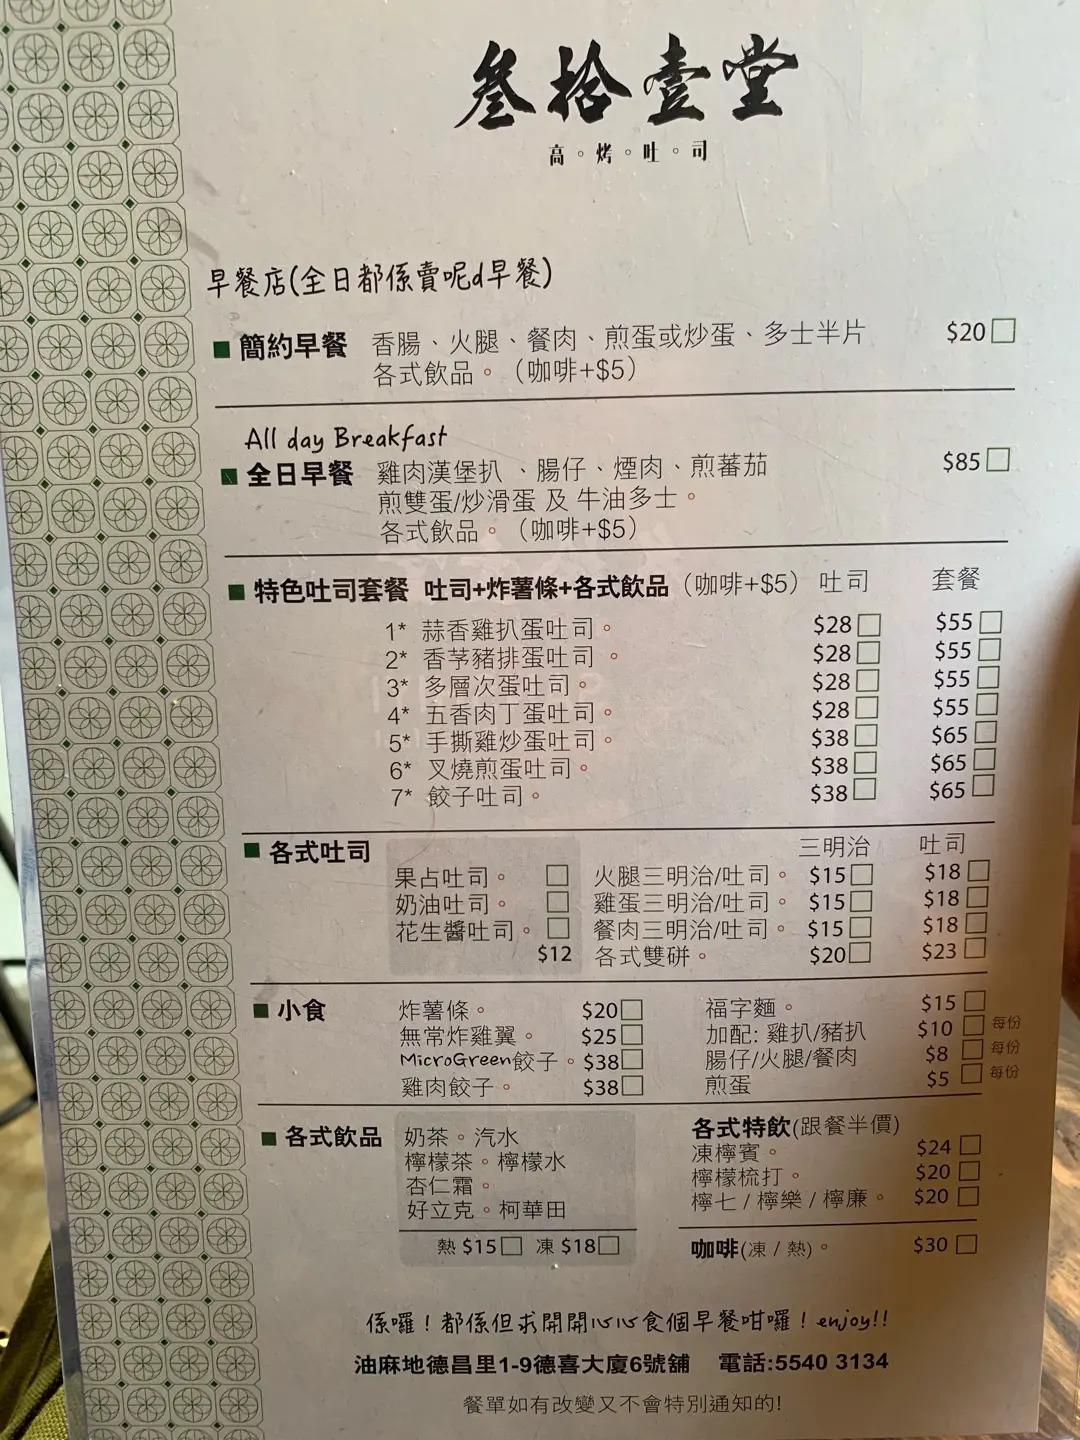 叁拾壹堂
高。烤。吐。司
早餐店(全日都係賣呢d早餐)
簡約早餐 香腸、火腿、餐肉、煎蛋或炒蛋、多士半片 $20
各式飲品。（咖啡+$5）
All day Breakfast
全日早餐 雞肉漢堡扒 、腸仔、煙肉、煎蕃茄 $85
煎雙蛋/炒滑蛋 及 牛油多士。
各式飲品。（咖啡+$5）
特色吐司套餐 吐司+炸薯條+各式飲品（咖啡+$5） 吐司 套餐
1* 蒜香雞扒蛋吐司。 $28 $55
2* 香茅豬排蛋吐司 。 $28 $55
3* 多層次蛋吐司。 $28 $55
4* 五香肉丁蛋吐司。 $28 $55
5* 手撕雞炒蛋吐司。 $38 $65
6* 叉燒煎蛋吐司。 $38 $65
7* 餃子吐司。 $38 $65
各式吐司 三明治 吐司
果占吐司。 火腿三明治/吐司。 $15 $18
奶油吐司。 雞蛋三明治/吐司。 $15 $18
花生醬吐司。 餐肉三明治/吐司。 $15 $18
$12 各式雙硑。 $20 $23
小食 炸薯條。 $20 福字麵。 $15
無常炸雞翼。 $25 加配: 雞扒/豬扒 $10 每份
MicroGreen餃子。 $38 腸仔/火腿/餐肉 $8 每份
雞肉餃子。 $38 煎蛋 $5 每份
各式飲品 奶茶。汽水 各式特飲(跟餐半價)
檸檬茶。檸檬水 凍檸賓。 $24
杏仁霜。 檸檬梳打。 $20
好立克。柯華田 檸七 / 檸樂 / 檸廉。 $20
熱 $15 凍 $18 咖啡(凍 / 熱)。 $30
係囉！都係但求開開心心食個早餐咁囉！enjoy!!
油麻地德昌里1-9德喜大廈6號舖 電話:5540 3134
餐單如有改變又不會特別通知的!